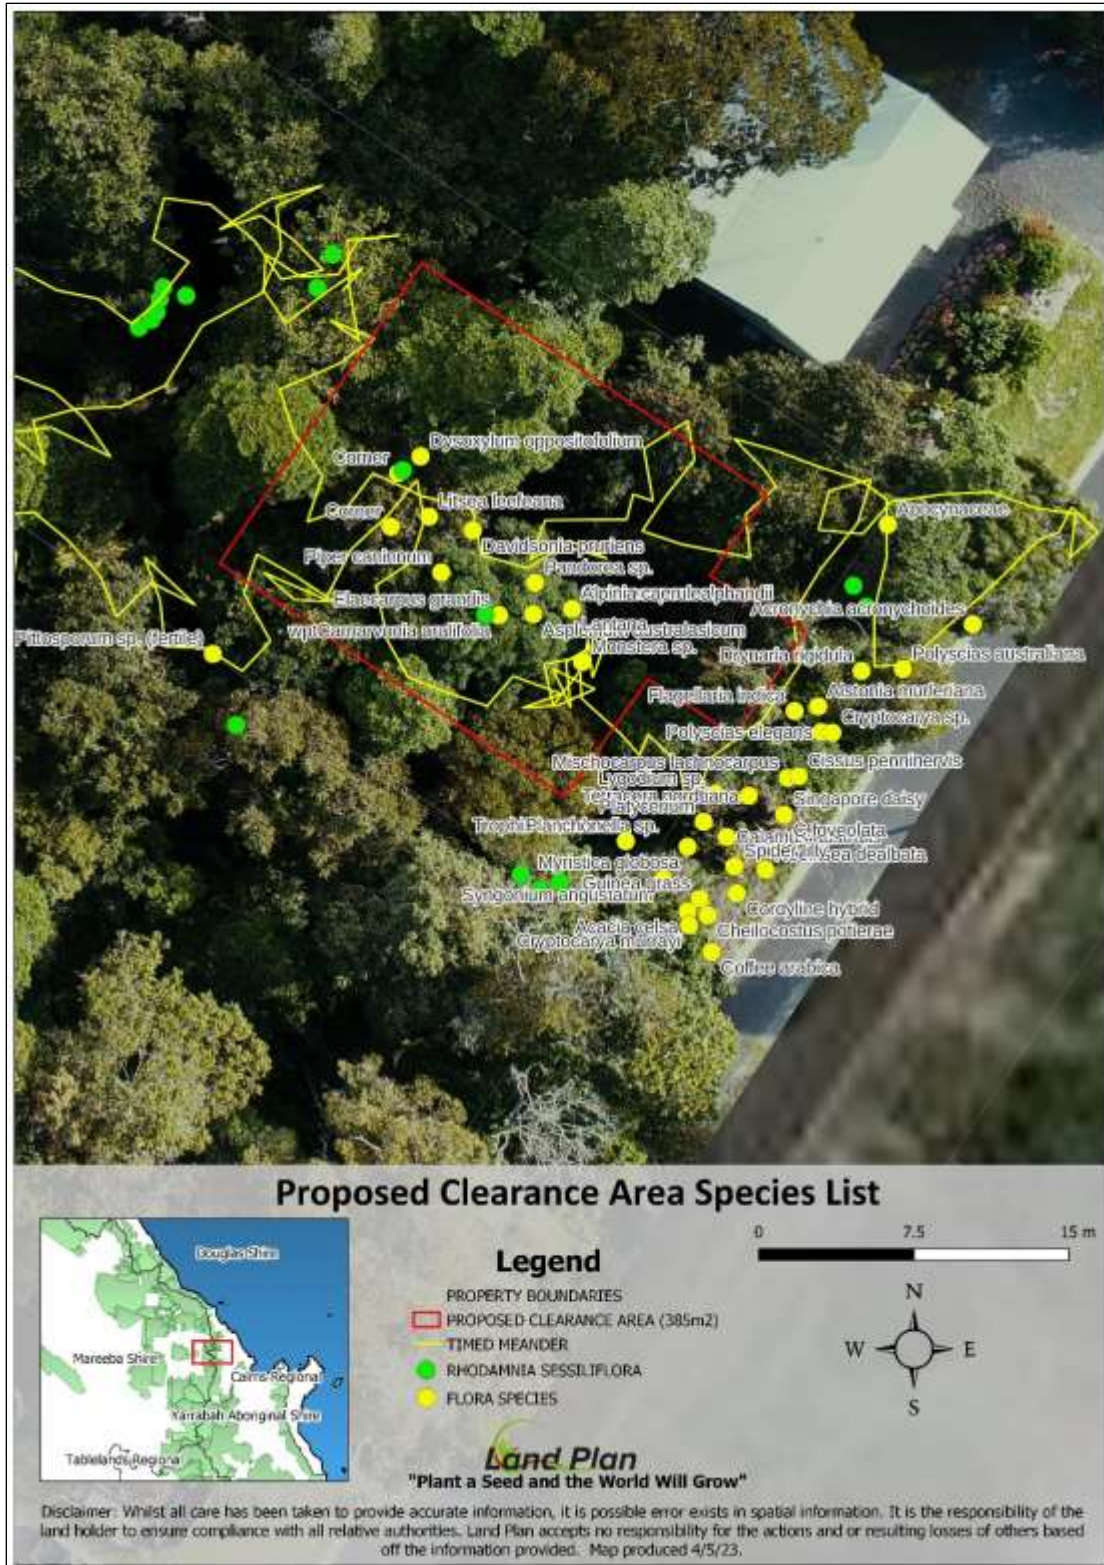 Dysoxylum oppositofolium
Corner
Litsea leefeana
Corner
Apocynaceae
Davidsonia pruriens
Piper caninum
Pandorea sp.
Elaeocarpus grandis
Acronychia acronychoides
Lantana
Monstera sp.
Pittosporum sp. (fertile)
Drynaria rigidula
Polyscias australiana
Flagellaria indica
Alstonia muelleriana
Cryptocarya sp.
Polyscias elegans
Mischocarpus lachnocarpus
Cissus penninervis
Lygodium sp.
Singapore daisy
Planchonella sp.
Myristica globosa
Guinea grass
Syngonium angustatum
Cordyline hybrid
Acacia celsa
Cheilocostus potierae
Cryptocarya murrayi
Coffee arabica
Proposed Clearance Area Species List
Douglas Shire
Mareeba Shire
Cairns Regional
Yarrabah Aboriginal Shire
Tablelands Regional
Legend
PROPERTY BOUNDARIES
PROPOSED CLEARANCE AREA (385m2)
TIMED MEANDER
RHODAMNIA SESSILIFLORA
FLORA SPECIES
0 7.5 15 m
N
W E
S
Land Plan
"Plant a Seed and the World Will Grow"
Disclaimer: Whilst all care has been taken to provide accurate information, it is possible error exists in spatial information. It is the responsibility of the
land holder to ensure compliance with all relative authorities. Land Plan accepts no responsibility for the actions and or resulting losses of others based
off the information provided. Map produced 4/5/23.